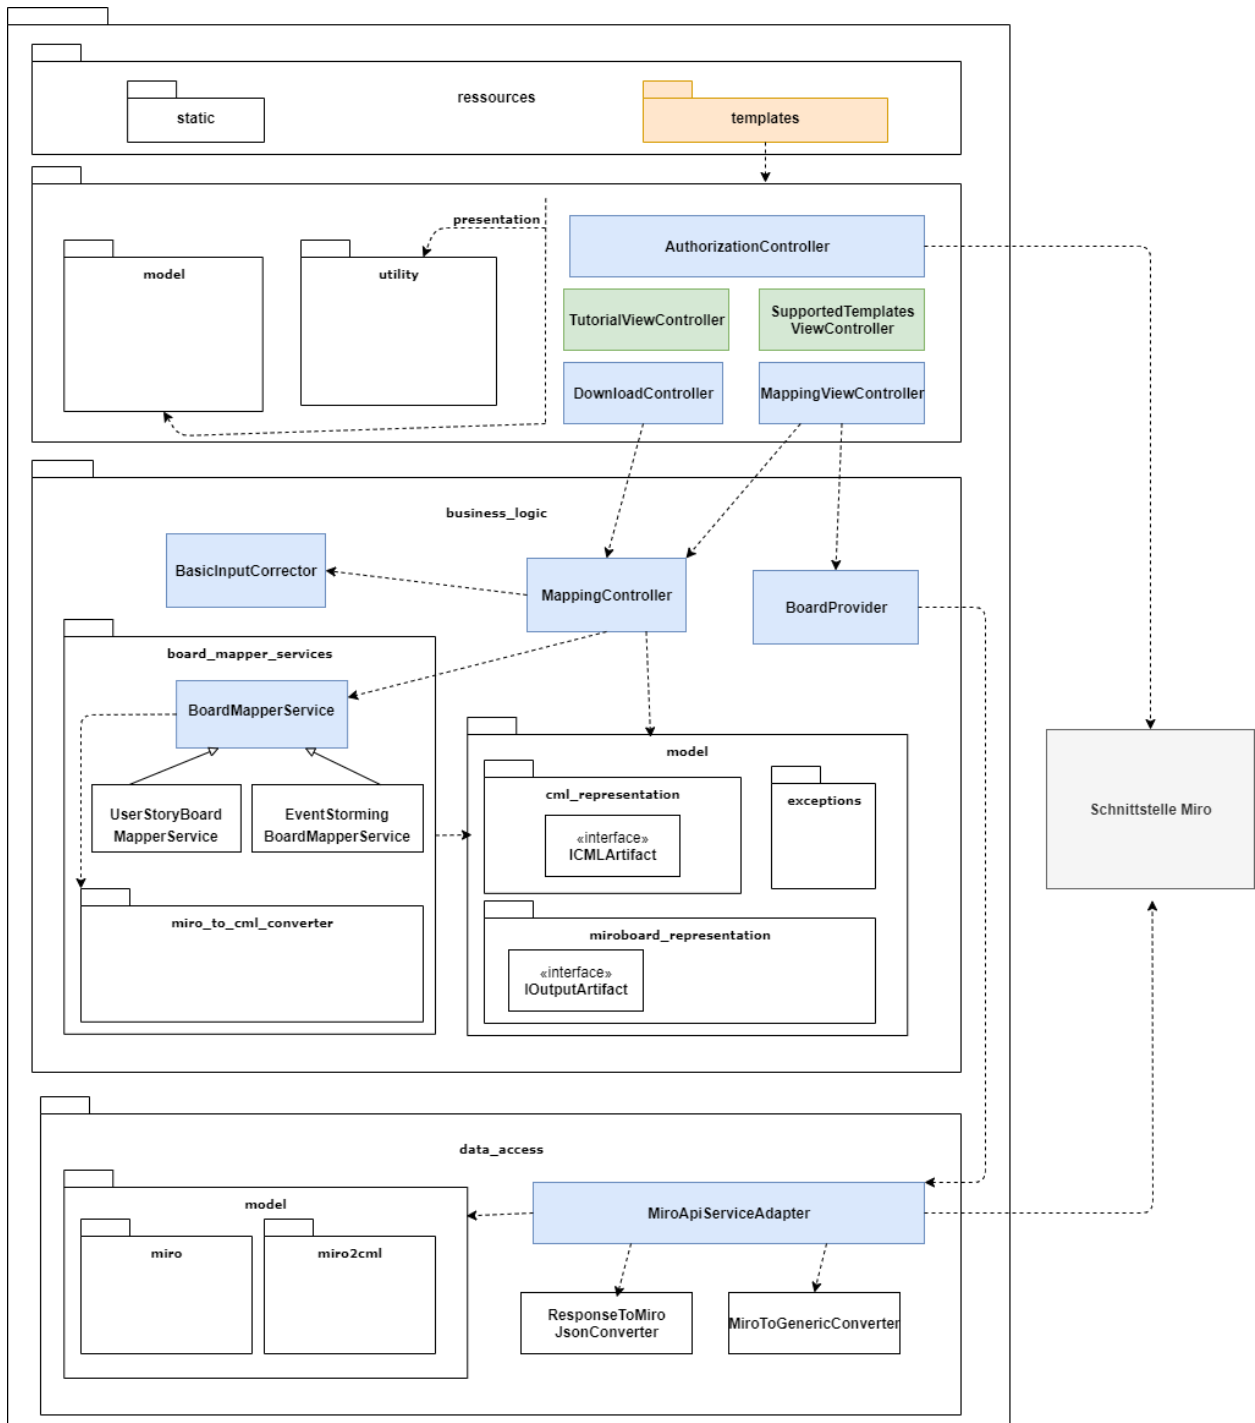 ressources
static
templates
presentation
AuthorizationController
model
utility
TutorialViewController
SupportedTemplates
ViewController
DownloadController
MappingViewController
business_logic
BasicInputCorrector
MappingController
BoardProvider
board_mapper_services
BoardMapperService
UserStoryBoard
MapperService
EventStorming
BoardMapperService
miro_to_cml_converter
model
cml_representation
«interface»
ICMLArtifact
exceptions
miroboard_representation
«interface»
IOutputArtifact
Schnittstelle Miro
data_access
model
miro
miro2cml
MiroApiServiceAdapter
ResponseToMiro
JsonConverter
MiroToGenericConverter